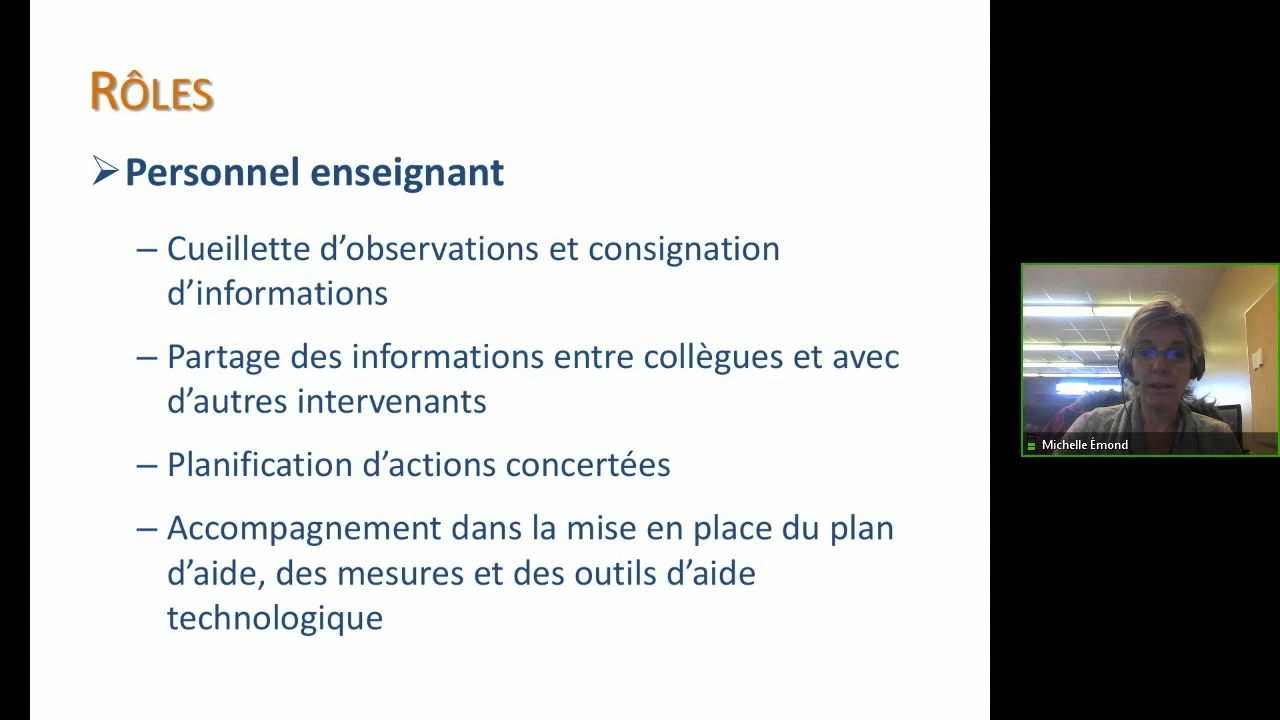 RÔLES
➢Personnel enseignant
– Cueillette d’observations et consignation
d’informations
– Partage des informations entre collègues et avec
d’autres intervenants
– Planification d’actions concertées
– Accompagnement dans la mise en place du plan
d’aide, des mesures et des outils d’aide
technologique
Michelle Émond